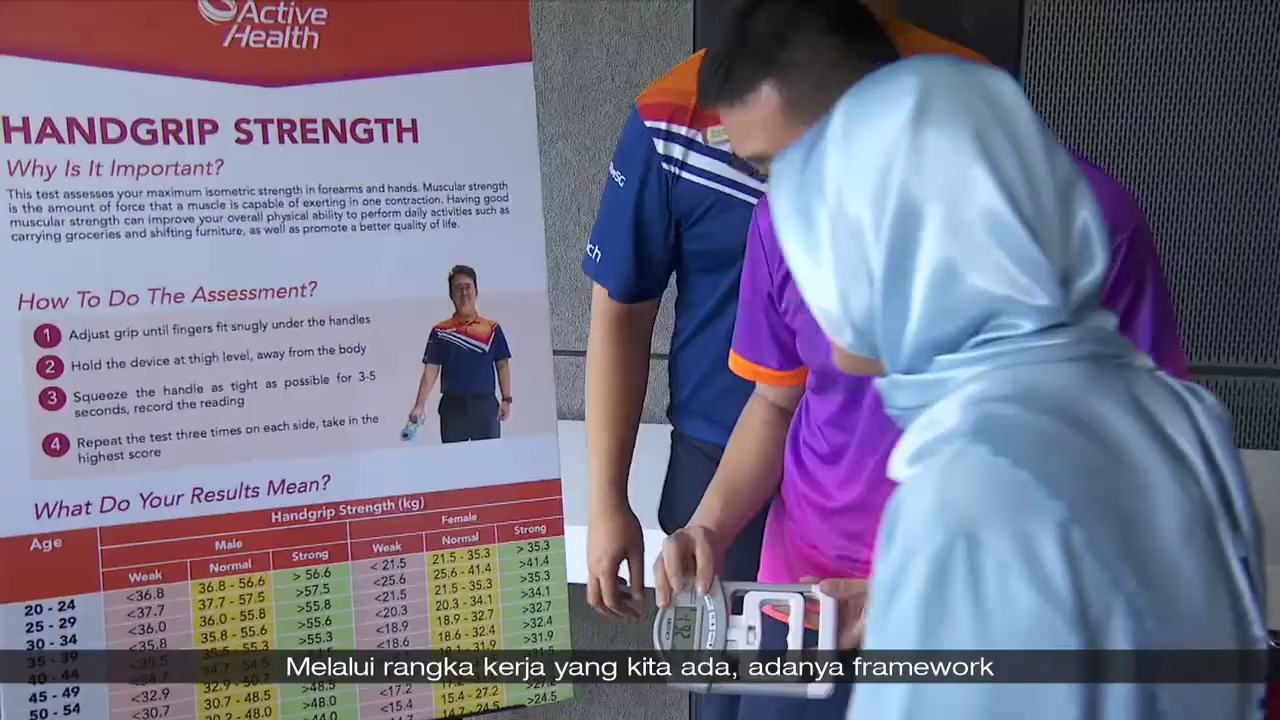 Active
Health
HANDGRIP STRENGTH
Why Is It Important?
This test assesses your maximum isometric strength in forearms and hands. Muscular strength
is the amount of force that a muscle is capable of exerting in one contraction. Having good
muscular strength can improve your overall physical ability to perform daily activities such as
carrying groceries and shifting furniture, as well as promote a better quality of life.
How To Do The Assessment?
1 Adjust grip until fingers fit snugly under the handles
2 Hold the device at thigh level, away from the body
3 Squeeze the handle as tight as possible for 3-5
seconds, record the reading
4 Repeat the test three times on each side, take in the
highest score
What Do Your Results Mean?
Handgrip Strength (kg)
Age Male Female
Weak Normal Strong Weak Normal Strong
20 - 24 <36.8 36.8 - 56.6 > 56.6 < 21.5 21.5 - 35.3 > 35.3
25 - 29 <37.7 37.7 - 57.5 >57.5 <25.6 25.6 - 41.4 >41.4
30 - 34 <36.0 36.0 - 55.8 >55.8 <21.5 21.5 - 35.3 >35.3
35 - 39 <35.8 35.8 - 55.6 >55.6 <20.3 20.3 - 34.1 >34.1
40 - 44 >55.3 <18.9 18.9 - 32.7 >32.7
45 - 49 <18.6 18.6 - 32.4 >32.4
50 - 54 <32.9 >31.9
<30.7 30.7 - 48.5 >48.5
48.0 >48.0 <17.2
<15.4 15.4 - 27.2
14.7 - 24.5 >24.5
Melalui rangka kerja yang kita ada, adanya framework